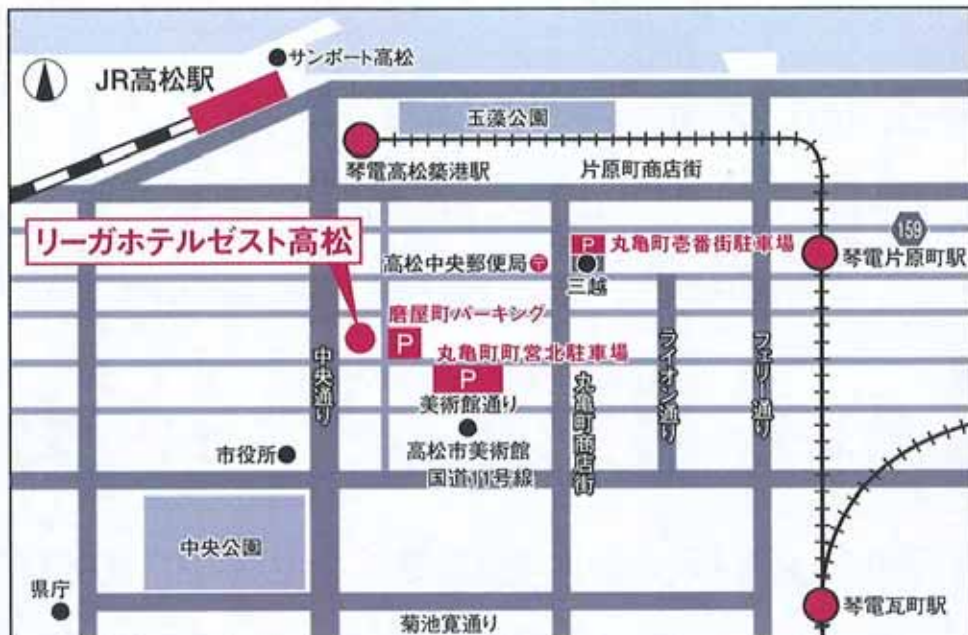 サンポート高松
JR高松駅
玉藻公園
琴電高松築港駅
片原町商店街
リーガホテルゼスト高松
159
P
丸亀町壱番街駐車場
高松中央郵便局
三越
琴電片原町駅
磨屋町パーキング
P
丸亀町町営北駐車場
P
中央通り
美術館通り
丸亀町商店街
ライオン通り
フェリー通り
市役所
高松市美術館
国道11号線
中央公園
県庁
琴電瓦町駅
菊池寛通り